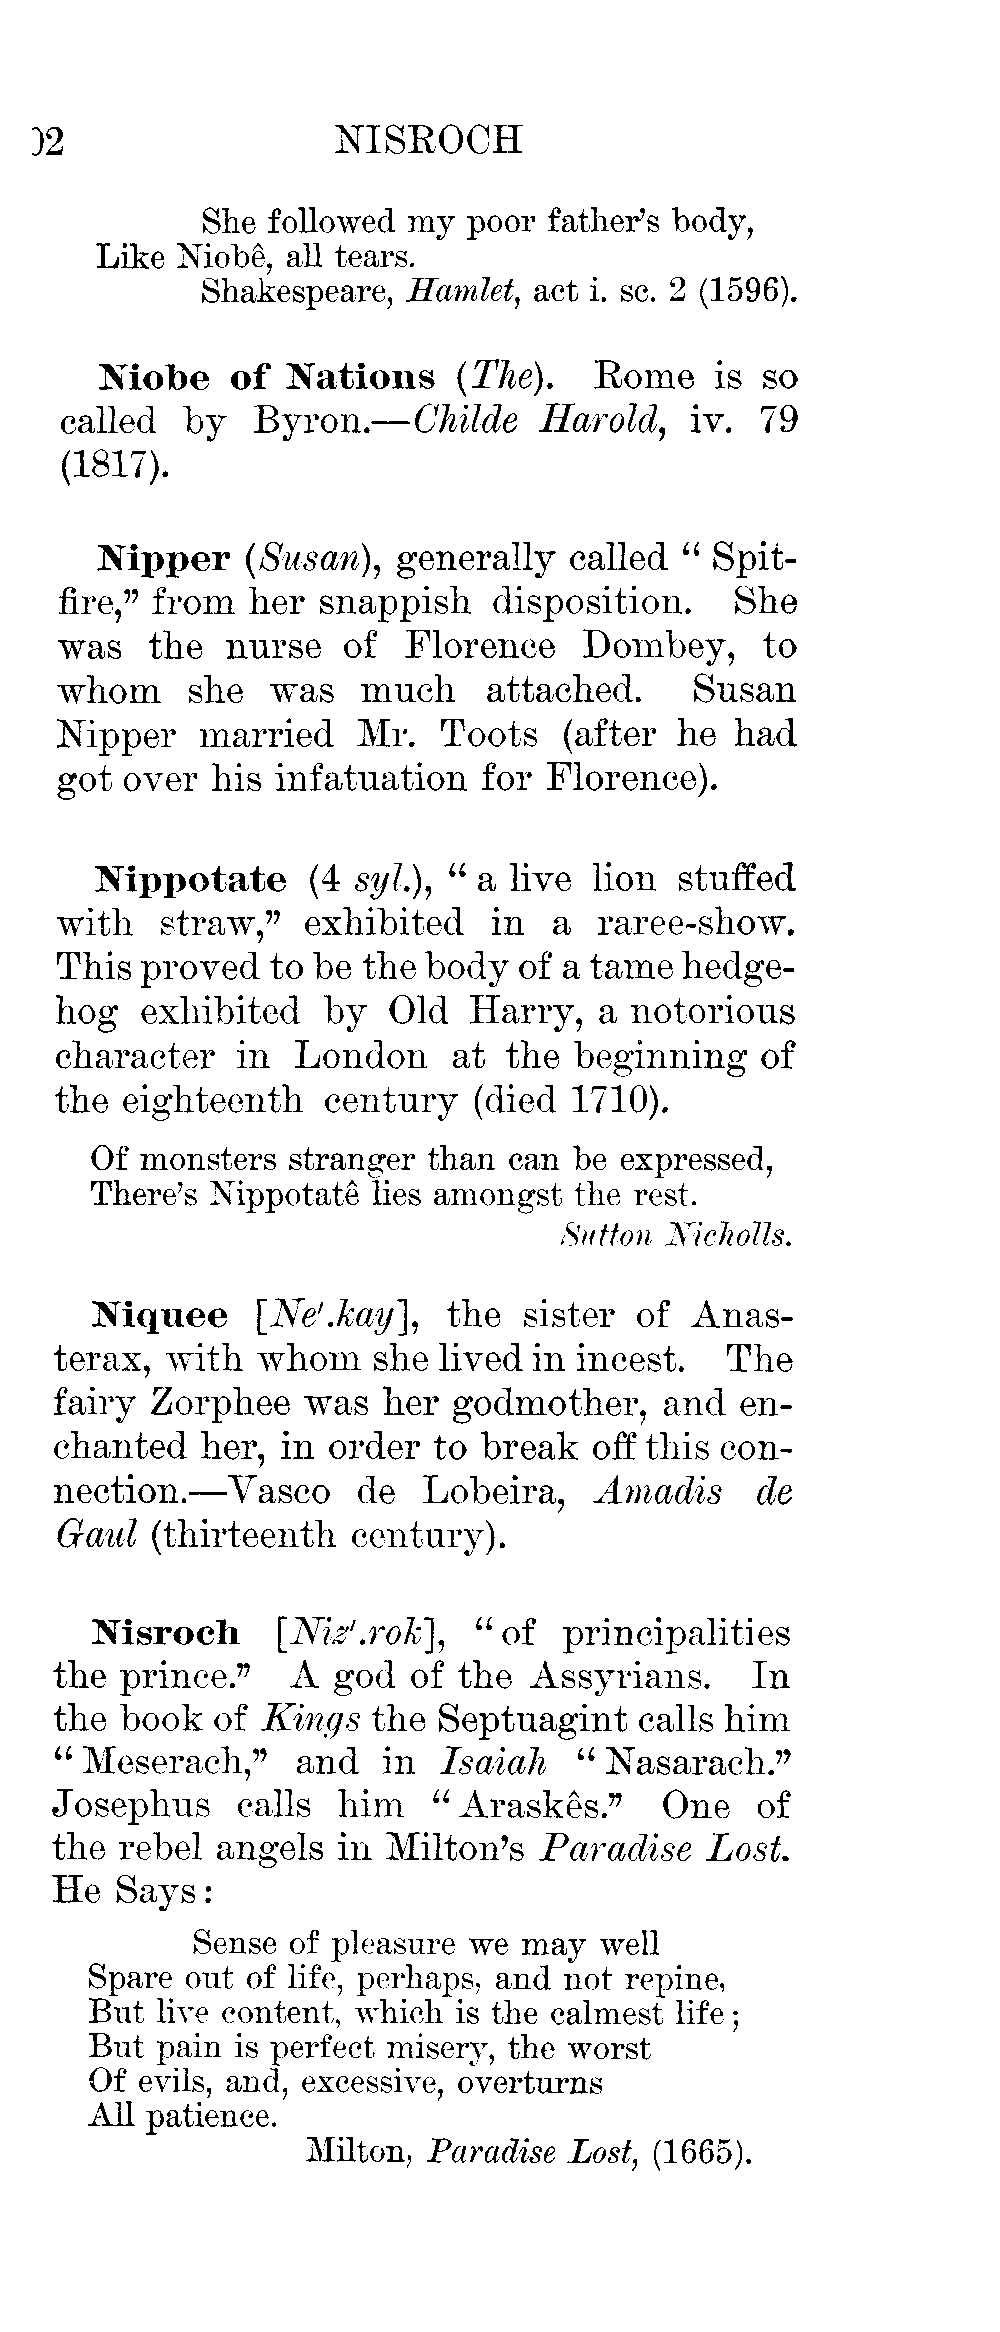 02 NISROCH
She followed my poor father's body,
Like Niobê, all tears.
Shakespeare, Hamlet, act i. sc. 2 (1596).
Niobe of Nations (The). Rome is so
called by Byron.—Childe Harold, iv. 79
(1817).
Nipper (Susan), generally called “Spit-
fire,” from her snappish disposition. She
was the nurse of Florence Dombey, to
whom she was much attached. Susan
Nipper married Mr. Toots (after he had
got over his infatuation for Florence).
Nippotate (4 syl.), “a live lion stuffed
with straw,” exhibited in a raree-show.
This proved to be the body of a tame hedge-
hog exhibited by Old Harry, a notorious
character in London at the beginning of
the eighteenth century (died 1710).
Of monsters stranger than can be expressed,
There's Nippotatê lies amongst the rest.
Sutton Nicholls.
Niquee [Ne'.kay], the sister of Anas-
terax, with whom she lived in incest. The
fairy Zorphee was her godmother, and en-
chanted her, in order to break off this con-
nection.—Vasco de Lobeira, Amadis de
Gaul (thirteenth century).
Nisroch [Niz'.rok], “of principalities
the prince.” A god of the Assyrians. In
the book of Kings the Septuagint calls him
“Meserach,” and in Isaiah “Nasarach.”
Josephus calls him “Araskês.” One of
the rebel angels in Milton's Paradise Lost.
He Says:
Sense of pleasure we may well
Spare out of life, perhaps, and not repine,
But live content, which is the calmest life;
But pain is perfect misery, the worst
Of evils, and, excessive, overturns
All patience.
Milton, Paradise Lost, (1665).